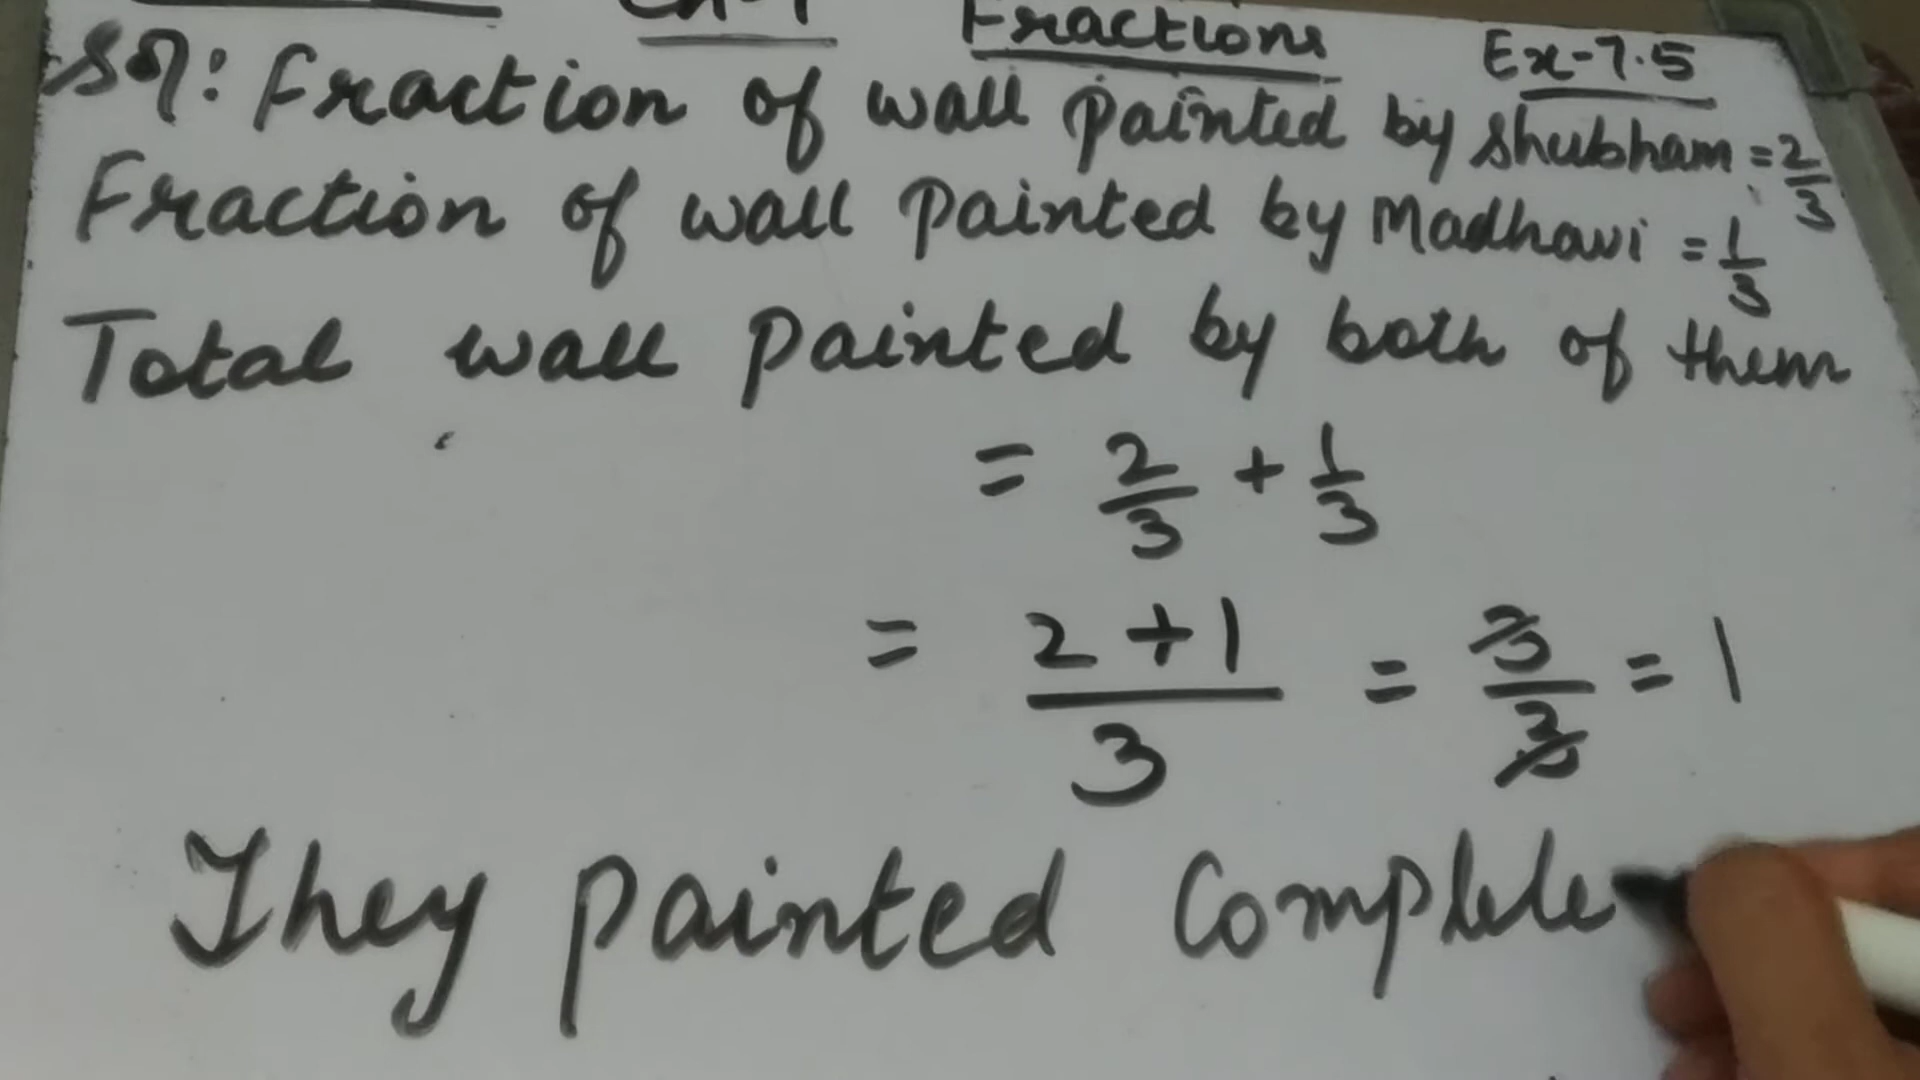 Fractions Ex-7.5
Sol: Fraction of wall painted by Shubham = 2/3
Fraction of wall painted by Madhavi = 1/3
Total wall painted by both of them
= 2/3 + 1/3
= 2+1/3 = 3/3 = 1
They painted Complete